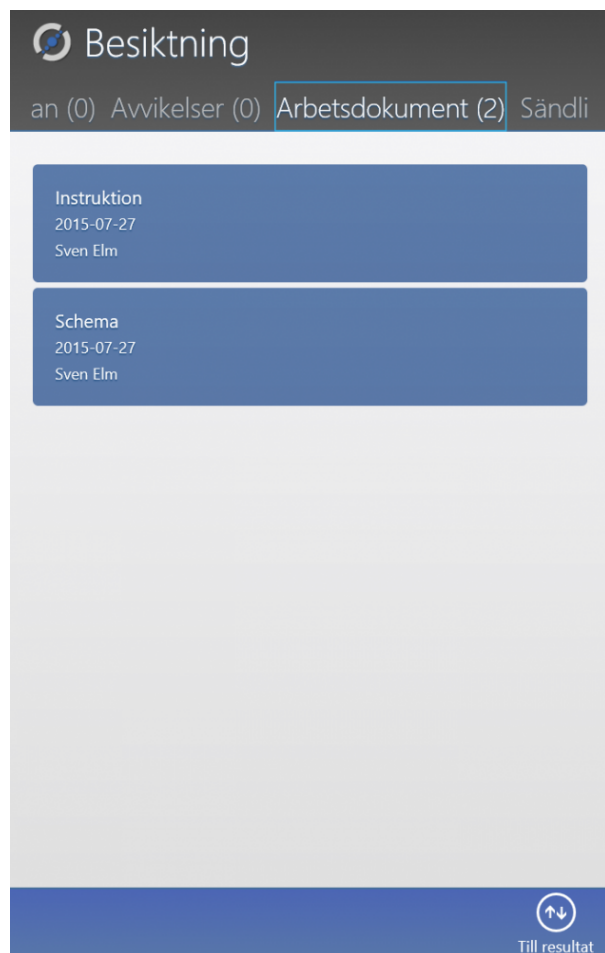 Besiktning
an (0) Avvikelser (0) Arbetsdokument (2) Sändli
Instruktion
2015-07-27
Sven Elm
Schema
2015-07-27
Sven Elm
Till resultat